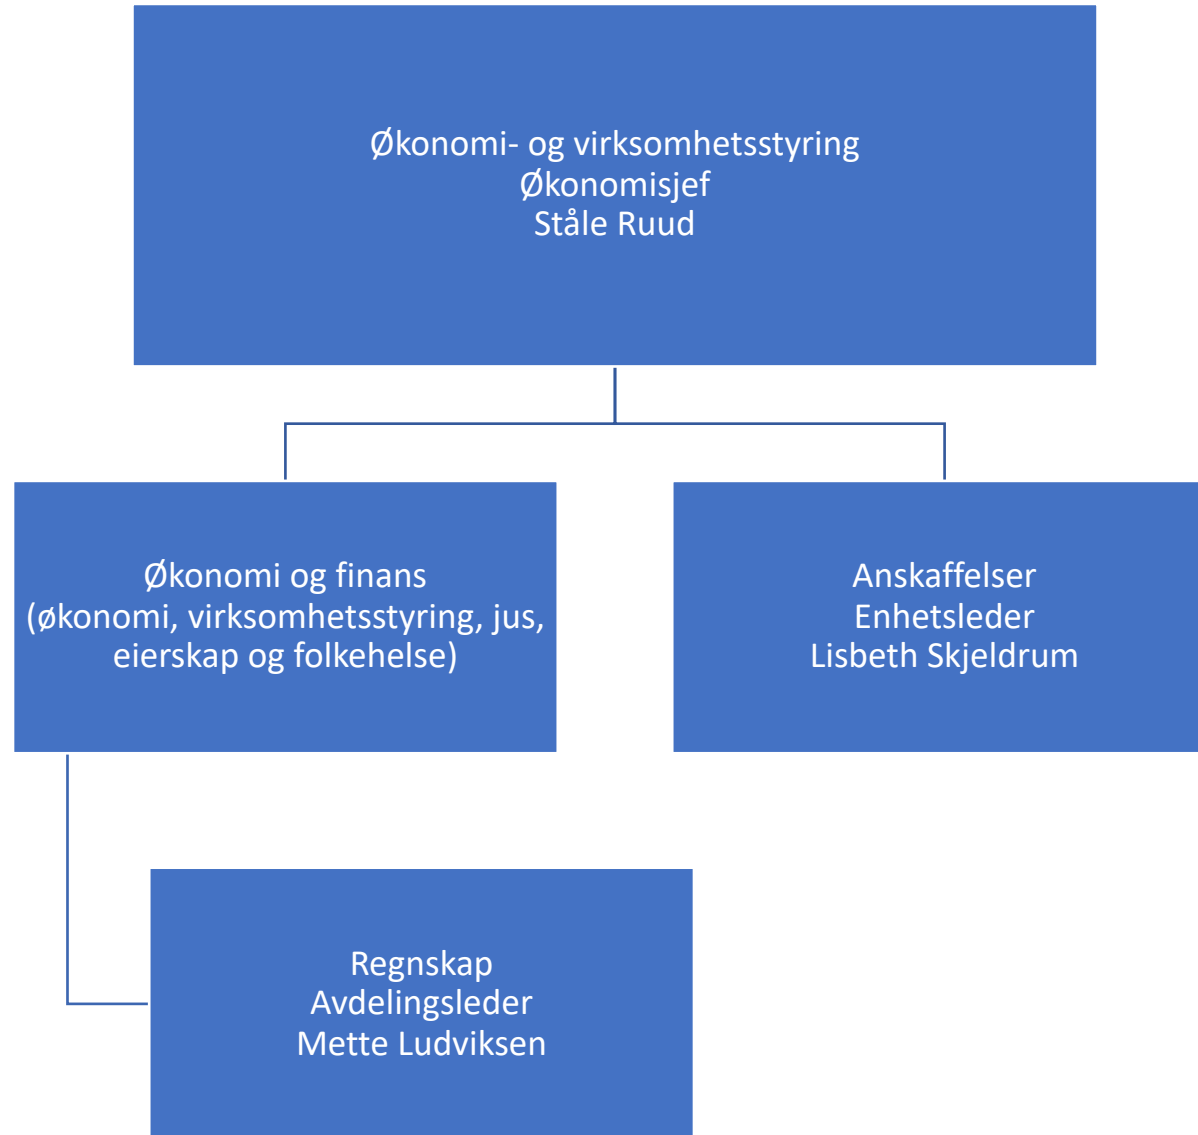 Økonomi- og virksomhetsstyring
Økonomisjef
Ståle Ruud
Økonomi og finans
(økonomi, virksomhetsstyring, jus,
eierskap og folkehelse)
Anskaffelser
Enhetsleder
Lisbeth Skjeldrum
Regnskap
Avdelingsleder
Mette Ludviksen